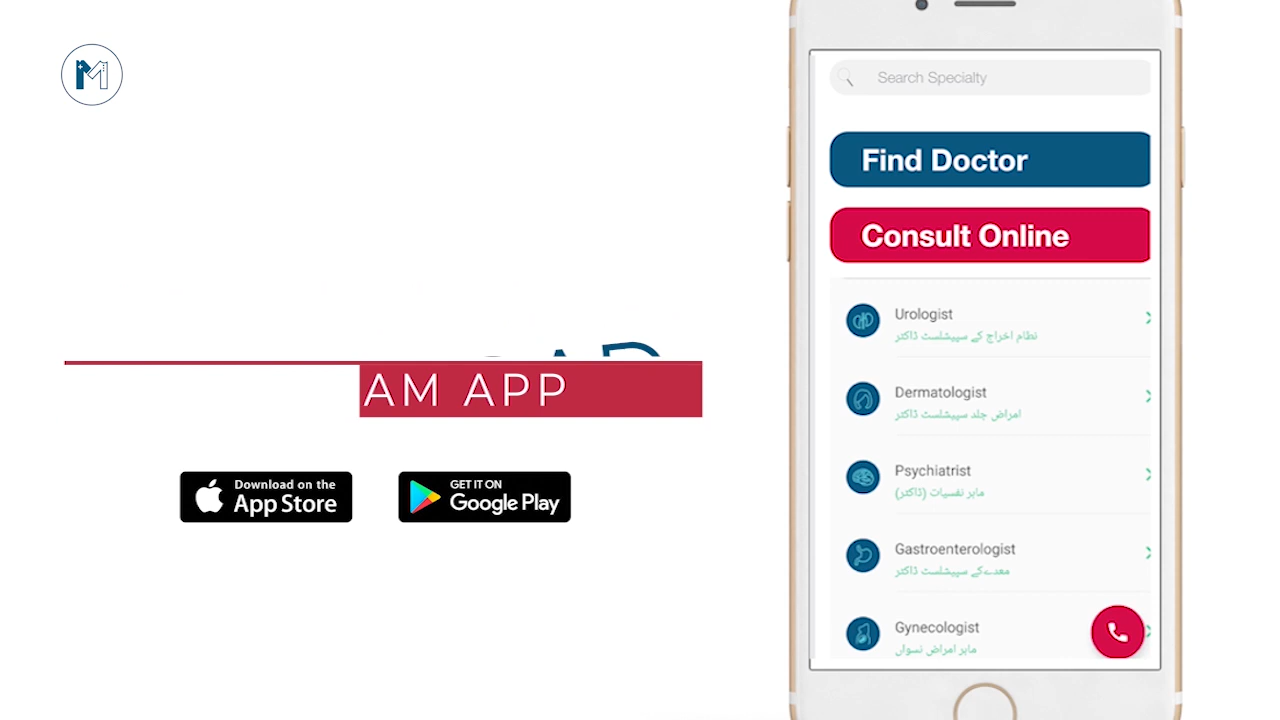 AM APP
Download on the
App Store
GET IT ON
Google Play
Search Specialty
Find Doctor
Consult Online
Urologist
نظام اخراج کے سپیشلسٹ ڈاکٹر
Dermatologist
امراض جلد سپیشلسٹ ڈاکٹر
Psychiatrist
ماہر نفسیات (ڈاکٹر)
Gastroenterologist
معدےکے سپیشلسٹ ڈاکٹر
Gynecologist
ماہر امراض نسواں